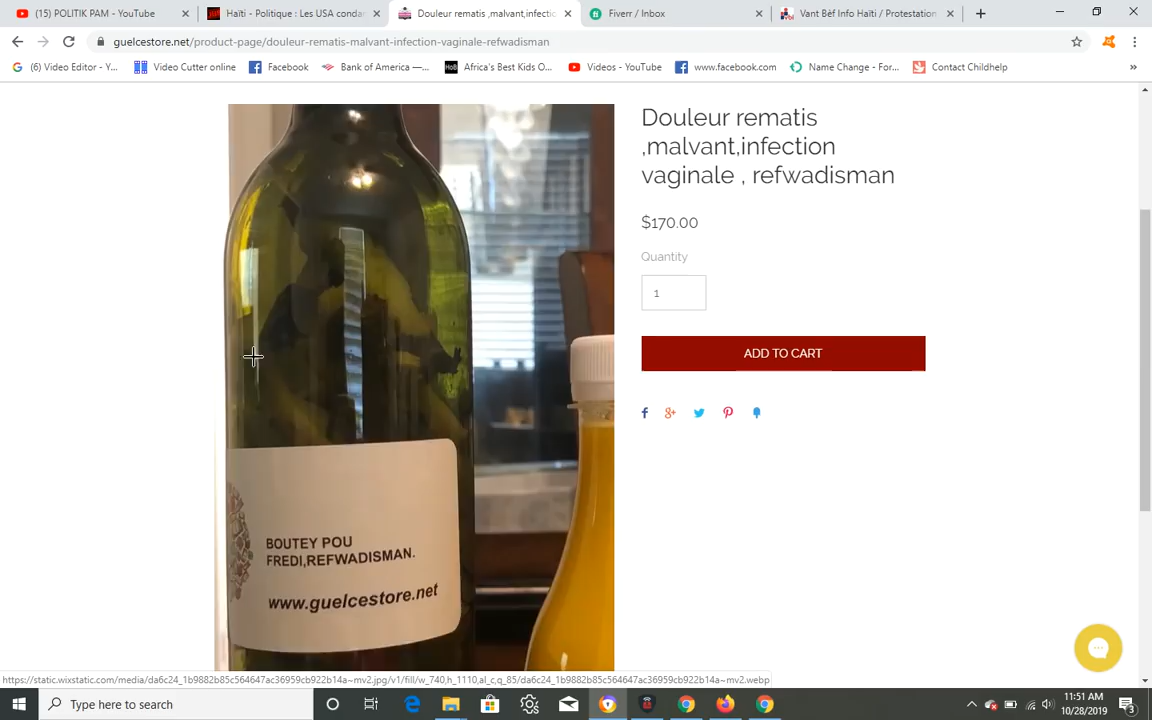 (15) POLITIK PAM - YouTube
Haïti - Politique : Les USA conda
Douleur rematis ,malvant,infectio
Fiverr / Inbox
Vant Bèf Info Haïti / Protestation
guelcestore.net/product-page/douleur-rematis-malvant-infection-vaginale-refwadisman
(6) Video Editor - Y...
Video Cutter online
Facebook
Bank of America —...
Africa's Best Kids O...
Videos - YouTube
www.facebook.com
Name Change - For...
Contact Childhelp
»
Douleur rematis
,malvant,infection
vaginale , refwadisman
$170.00
Quantity
1
ADD TO CART
BOUTEY POU
FREDI,REFWADISMAN.
www.guelcestore.net
https://static.wixstatic.com/media/da6c24_1b9882b85c564647ac36959cb922b14a~mv2.jpg/v1/fill/w_740,h_1110,al_c,q_85/da6c24_1b9882b85c564647ac36959cb922b14a~mv2.webp
Type here to search
11:51 AM
10/28/2019
3